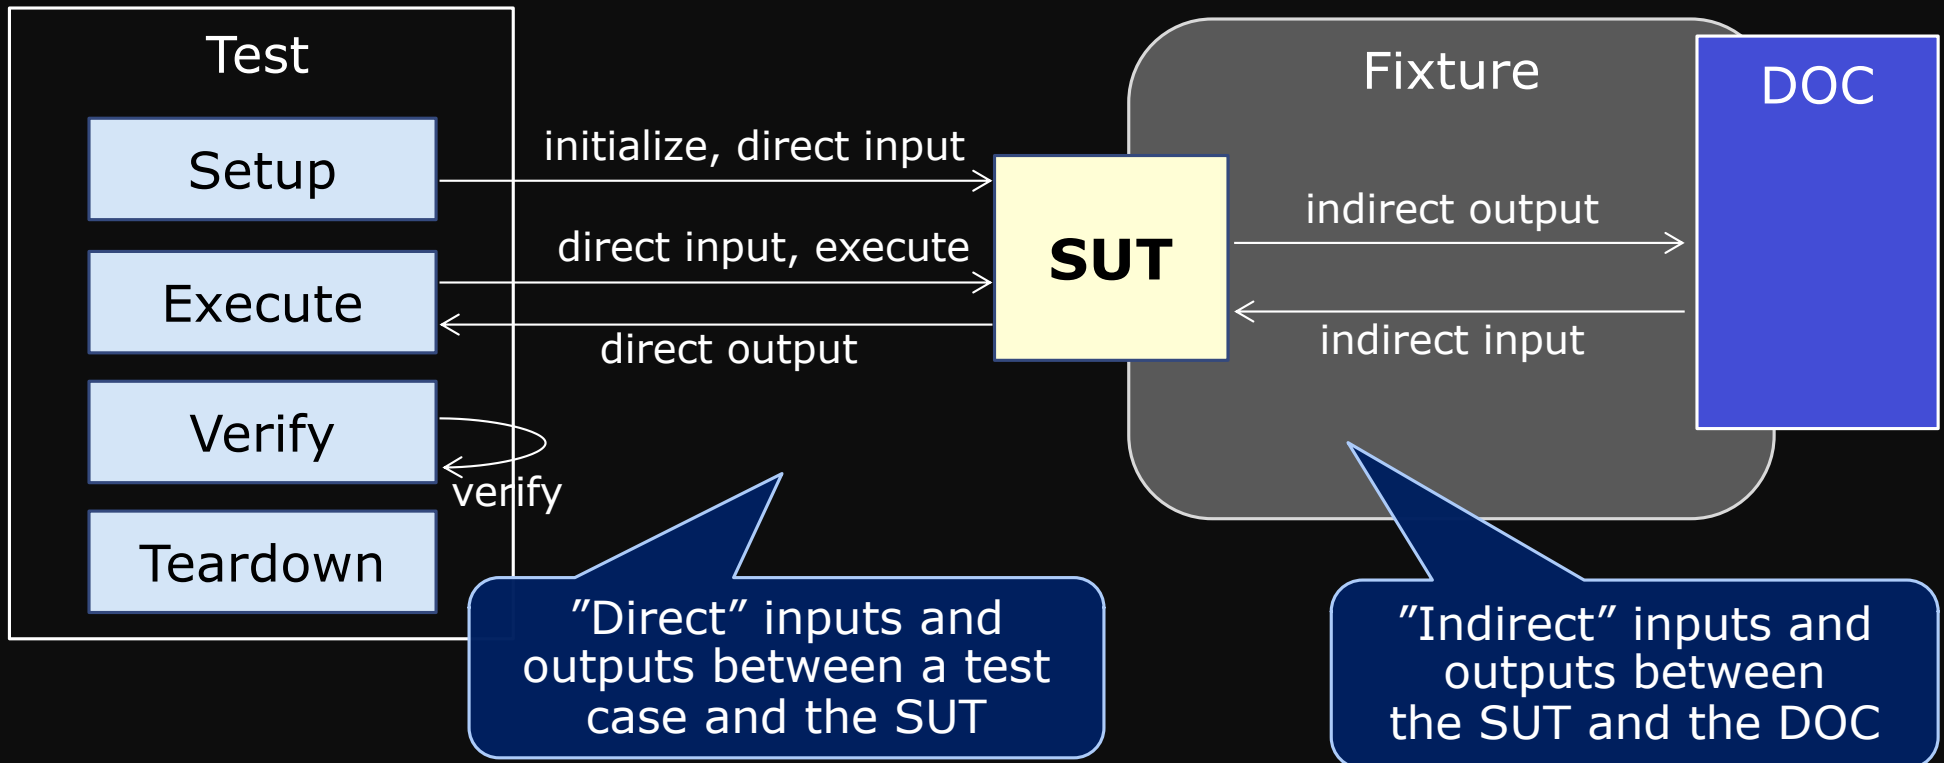 Test
Setup
Execute
Verify
Teardown
initialize, direct input
direct input, execute
direct output
verify
SUT
Fixture
DOC
indirect output
indirect input
”Direct” inputs and
outputs between a test
case and the SUT
”Indirect” inputs and
outputs between
the SUT and the DOC